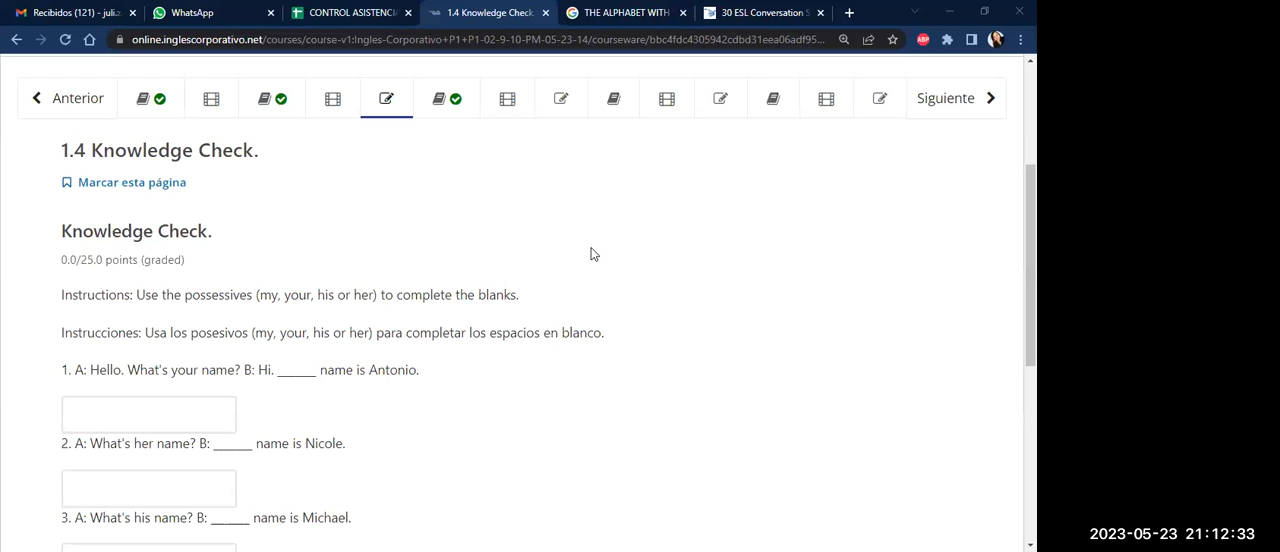 Recibidos (121) - juli.z
WhatsApp
CONTROL ASISTENCI
1.4 Knowledge Check.
THE ALPHABET WITH
30 ESL Conversation S
online.inglescorporativo.net/courses/course-v1:Ingles-Corporativo+P1+P1-02-9-10-PM-05-23-14/courseware/bbc4fdc4305942cdbd31eea06adf95...
ABP
Anterior
Siguiente
1.4 Knowledge Check.
Marcar esta página
Knowledge Check.
0.0/25.0 points (graded)
Instructions: Use the possessives (my, your, his or her) to complete the blanks.
Instrucciones: Usa los posesivos (my, your, his or her) para completar los espacios en blanco.
1. A: Hello. What's your name? B: Hi. ______ name is Antonio.
2. A: What's her name? B: ______ name is Nicole.
3. A: What's his name? B: ______ name is Michael.
2023-05-23 21:12:33